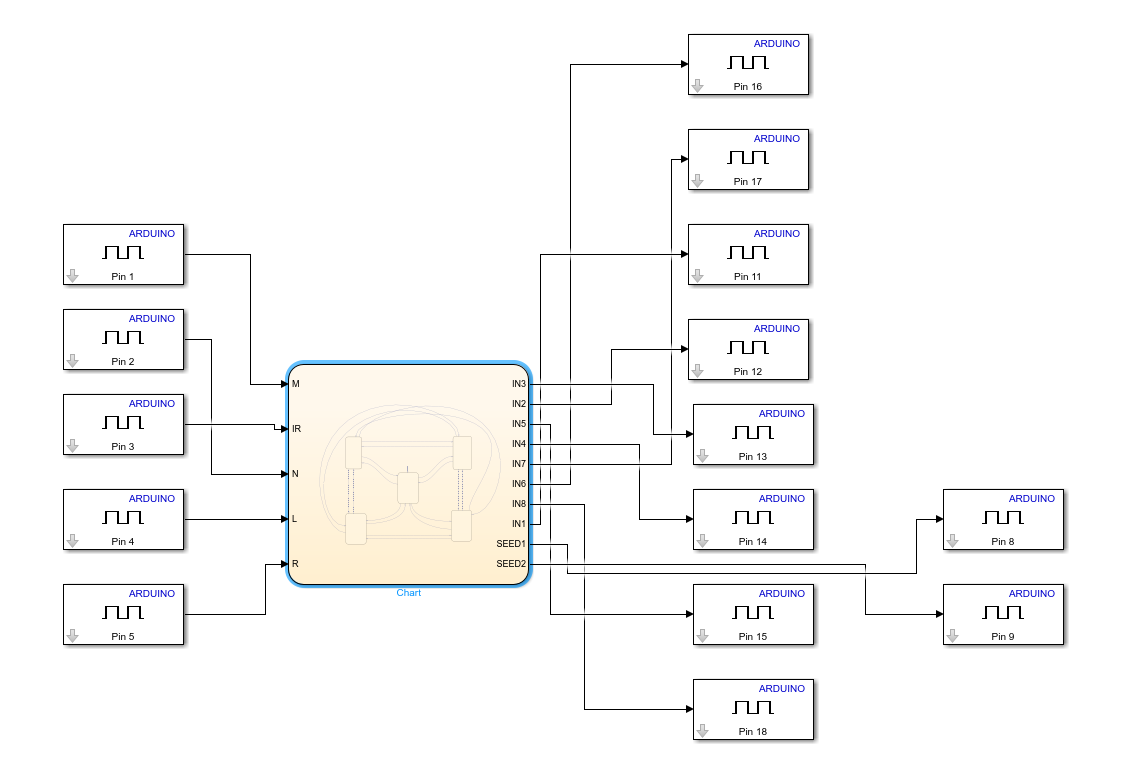 ARDUINO
Pin 16
ARDUINO
Pin 17
ARDUINO
Pin 1
ARDUINO
Pin 11
ARDUINO
Pin 2
ARDUINO
Pin 12
ARDUINO
Pin 3
M
IR
N
L
R
IN3
IN2
IN5
IN4
IN7
IN6
IN8
IN1
SEED1
SEED2
Chart
ARDUINO
Pin 13
ARDUINO
Pin 4
ARDUINO
Pin 14
ARDUINO
Pin 8
ARDUINO
Pin 5
ARDUINO
Pin 15
ARDUINO
Pin 9
ARDUINO
Pin 18